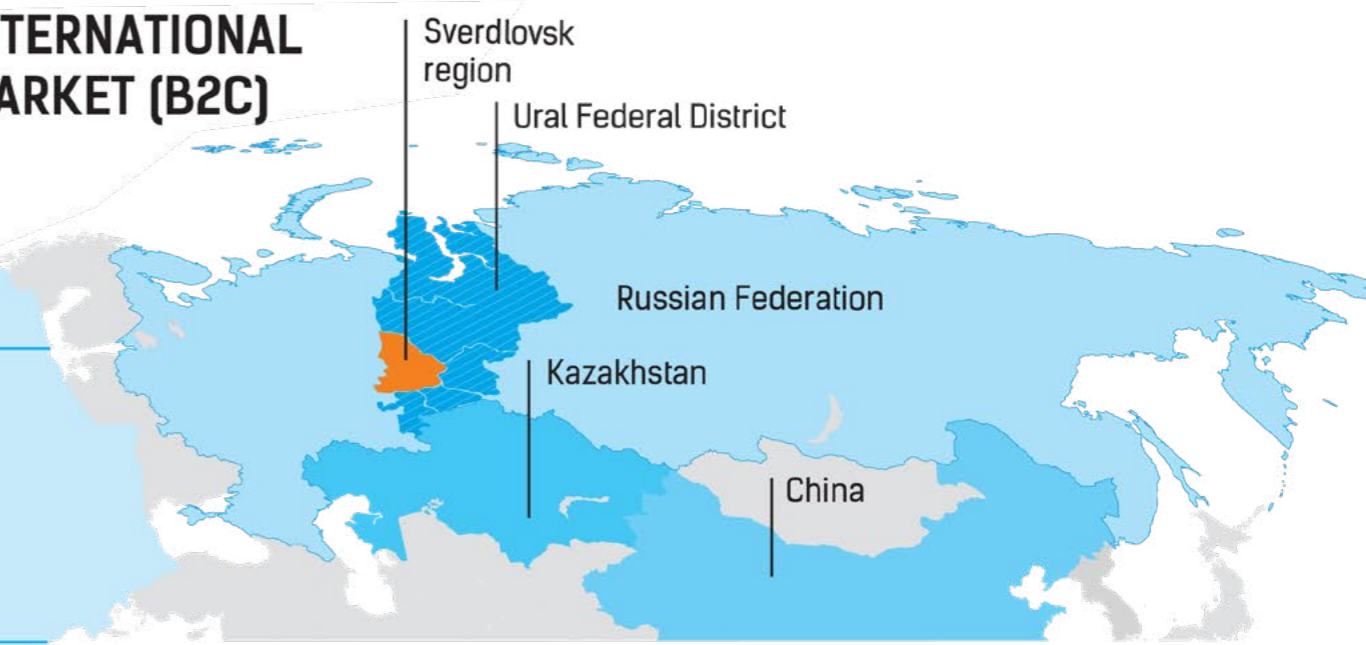 TERNATIONAL
ARKET (B2C)
Sverdlovsk
region
Ural Federal District
Russian Federation
Kazakhstan
China